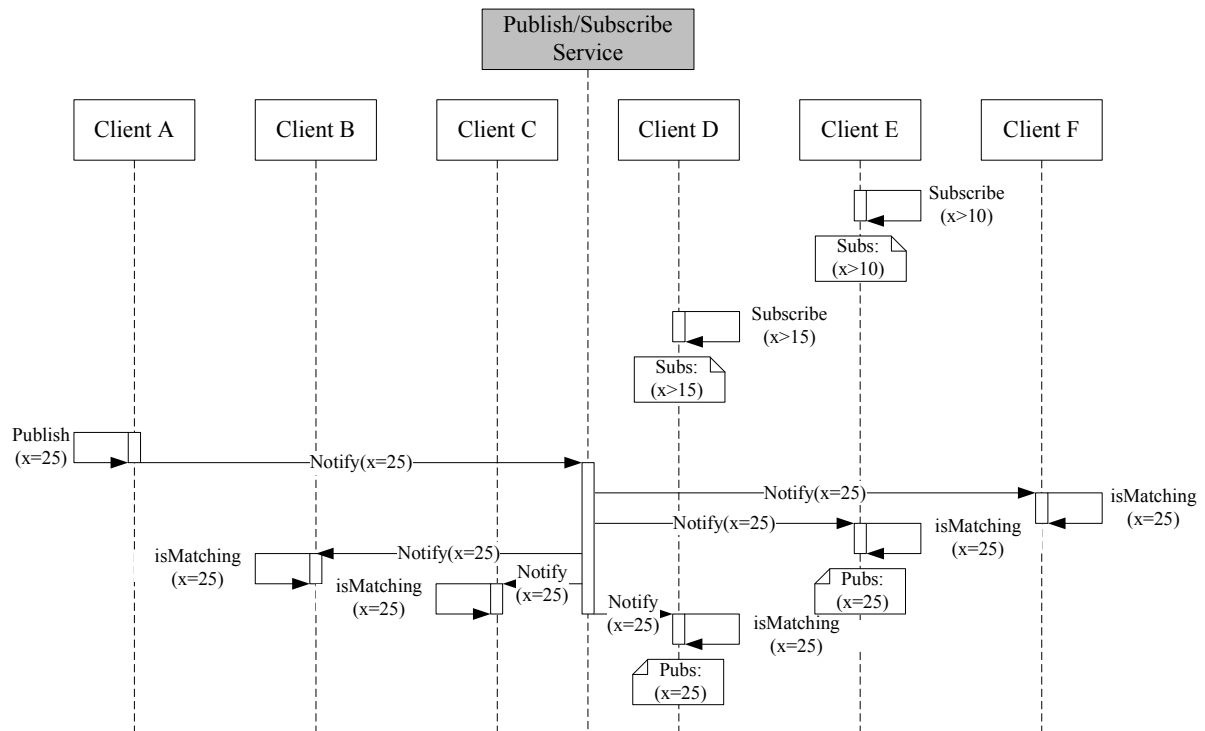 Publish/Subscribe
Service
Client A
Client B
Client C
Client D
Client E
Client F
Subscribe
(x>10)
Subs:
(x>10)
Subscribe
(x>15)
Subs:
(x>15)
Publish
(x=25)
Notify(x=25)
Notify(x=25)
isMatching
(x=25)
Notify(x=25)
isMatching
(x=25)
Notify(x=25)
isMatching
(x=25)
Notify
(x=25)
isMatching
(x=25)
Pubs:
(x=25)
Notify
(x=25)
isMatching
(x=25)
Pubs:
(x=25)